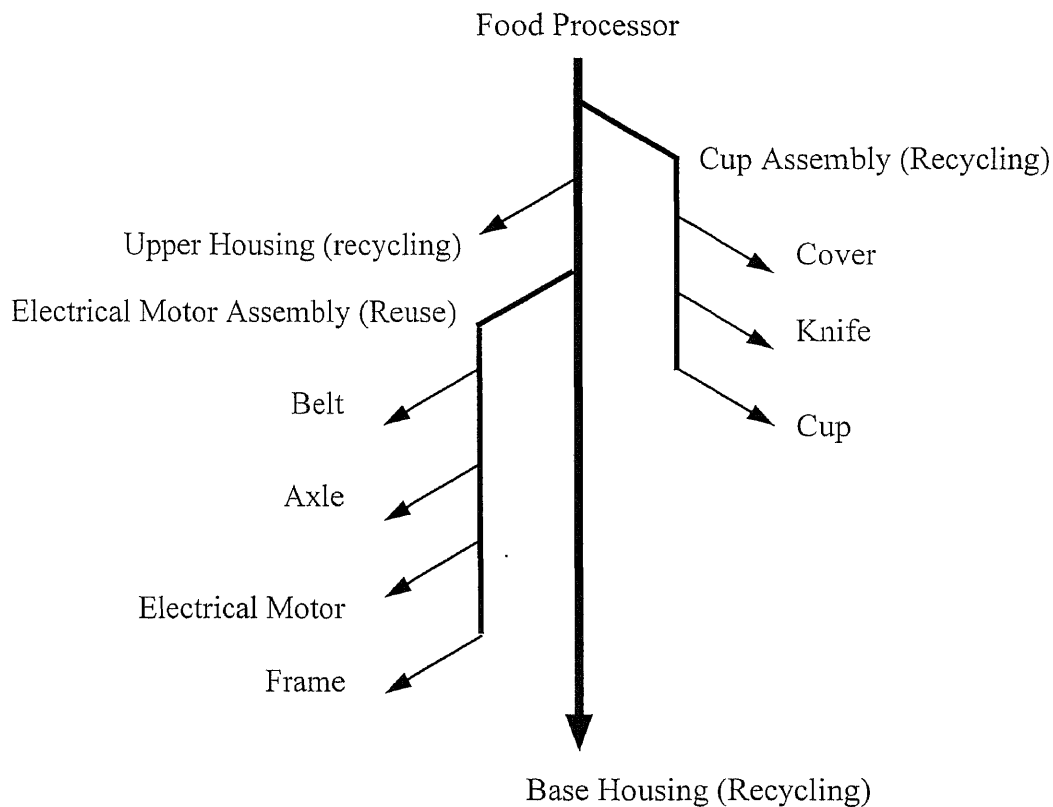 Food Processor
Cup Assembly (Recycling)
Upper Housing (recycling)
Cover
Electrical Motor Assembly (Reuse)
Knife
Belt
Cup
Axle
Electrical Motor
Frame
Base Housing (Recycling)